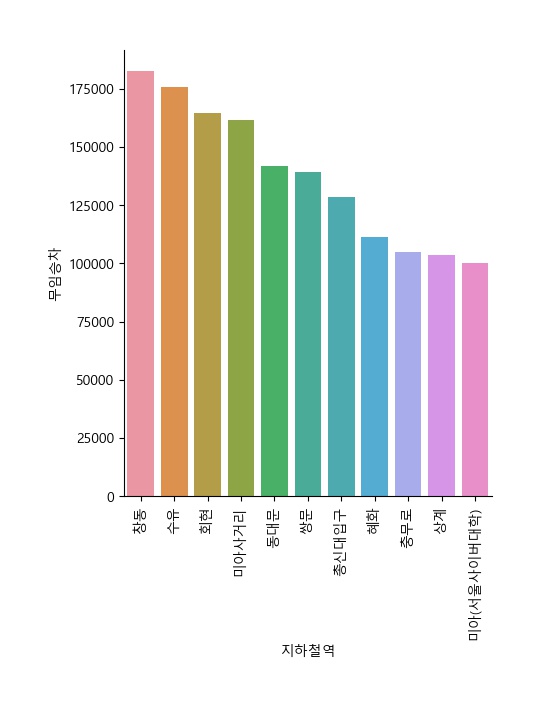 175000
150000
125000
100000
75000
50000
25000
0
무임승차
창동
수유
회현
미아사거리
동대문
쌍문
총신대입구
혜화
충무로
상계
미아(서울사이버대학)
지하철역